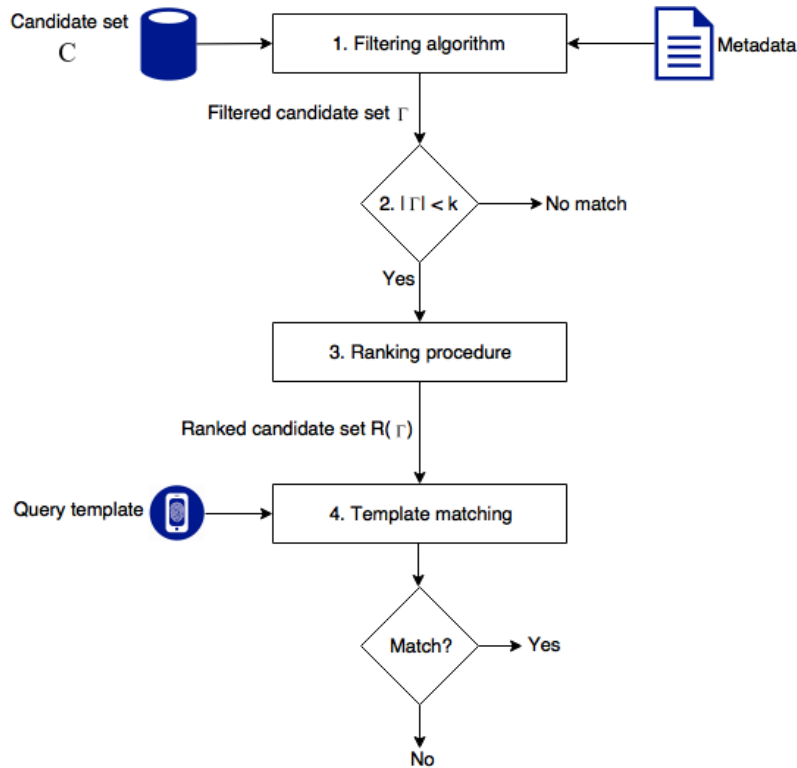 Candidate set
C
1. Filtering algorithm
Metadata
Filtered candidate set Γ
2. | Γ | < k
No match
Yes
3. Ranking procedure
Ranked candidate set R( Γ )
Query template
4. Template matching
Match?
Yes
No